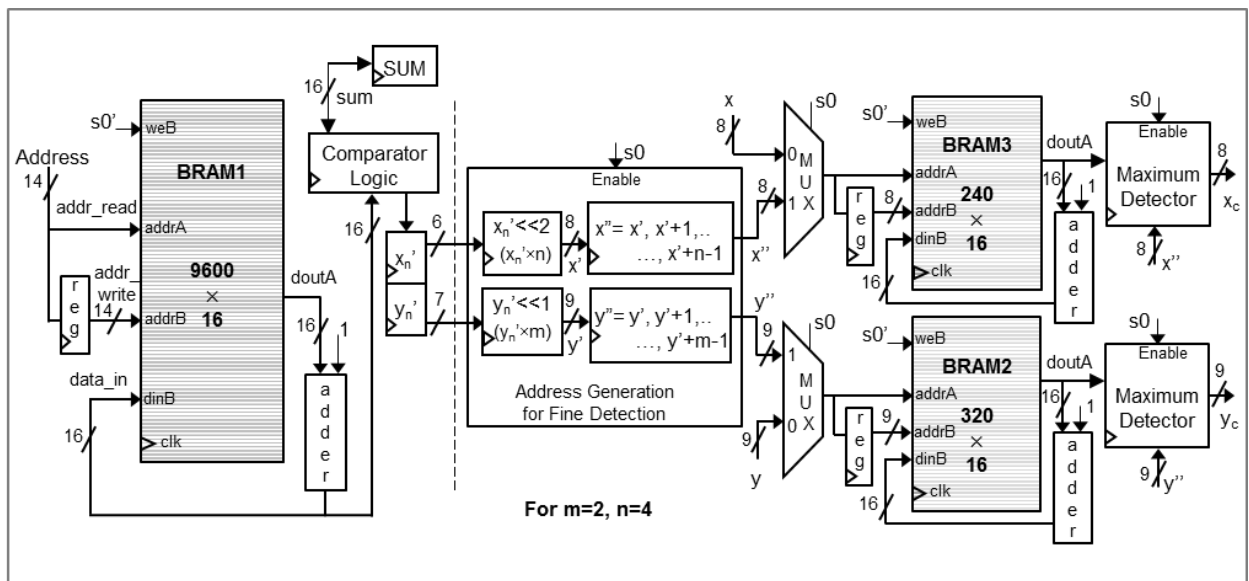 SUM
16
sum
s0'
weB
Address
14
addr_read
BRAM1
addrA
9600
×
16
addr_
write
r
e
g
14
addrB
data_in
16
dinB
clk
doutA
16
1
a
d
d
e
r
Comparator
Logic
16
xn'
yn'
6
7
s0
Enable
xn'<<2
(xn'×n)
8
x'
x"= x', x'+1,..
..., x'+n-1
yn'<<1
(yn'×m)
9
y'
y"= y', y'+1,..
..., y'+m-1
Address Generation
for Fine Detection
x
8
8
x''
s0
0
1
M
U
X
y''
9
9
y
s0
1
0
M
U
X
For m=2, n=4
s0'
weB
BRAM3
addrA
240
×
16
r
e
g
8
addrB
dinB
16
clk
doutA
16
1
a
d
d
e
r
s0
Enable
Maximum
Detector
8
xc
8
x''
s0'
weB
BRAM2
addrA
320
×
16
r
e
g
9
addrB
dinB
16
clk
doutA
16
1
a
d
d
e
r
s0
Enable
Maximum
Detector
9
yc
9
y''